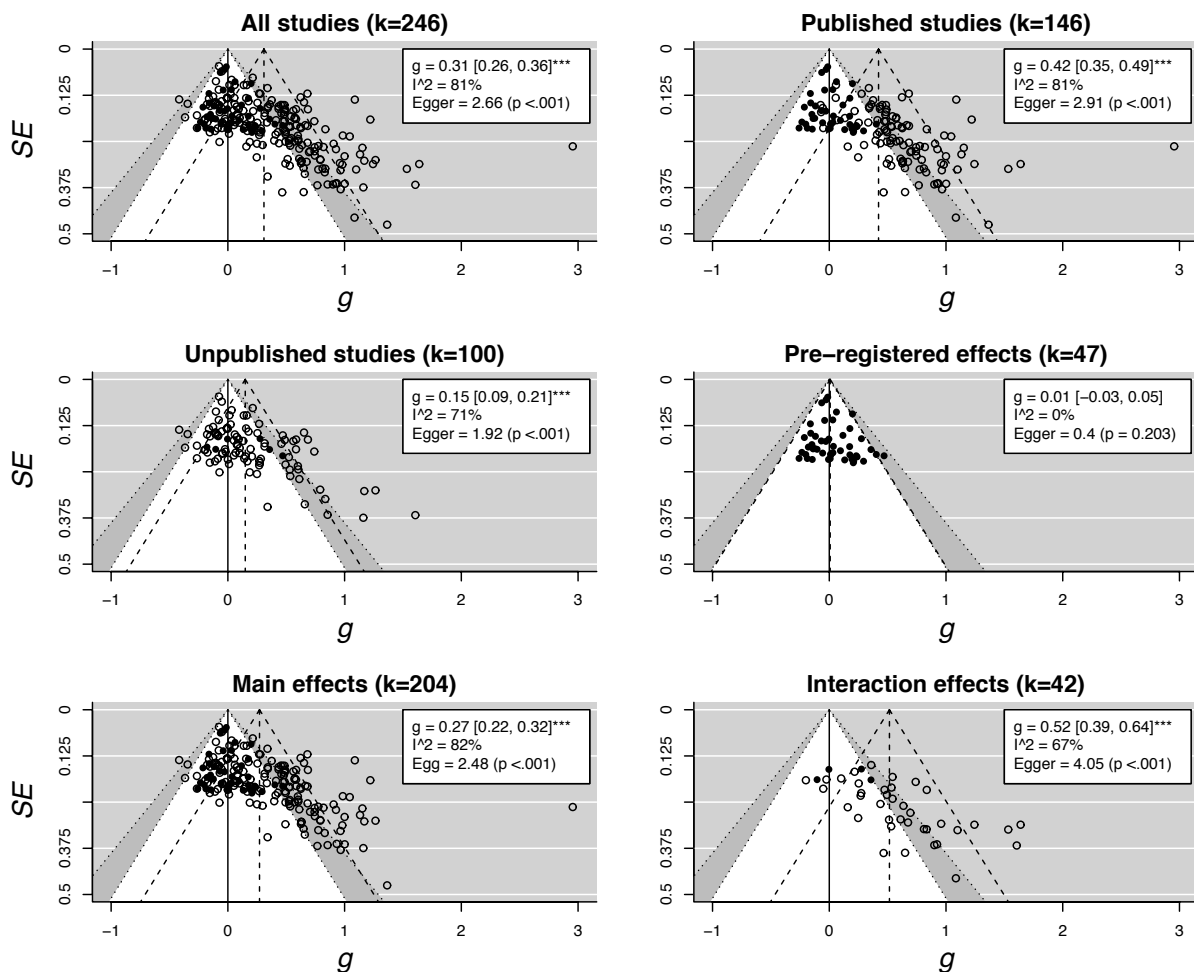 All studies (k=246)
g = 0.31 [0.26, 0.36]***
I^2 = 81%
Egger = 2.66 (p <.001)
SE
0
0.125
0.375
0.5
−1
0
1
2
3
g
Published studies (k=146)
g = 0.42 [0.35, 0.49]***
I^2 = 81%
Egger = 2.91 (p <.001)
0
0.125
0.375
0.5
−1
0
1
2
3
g
Unpublished studies (k=100)
g = 0.15 [0.09, 0.21]***
I^2 = 71%
Egger = 1.92 (p <.001)
SE
0
0.125
0.375
0.5
−1
0
1
2
3
g
Pre−registered effects (k=47)
g = 0.01 [−0.03, 0.05]
I^2 = 0%
Egger = 0.4 (p = 0.203)
0
0.125
0.375
0.5
−1
0
1
2
3
g
Main effects (k=204)
g = 0.27 [0.22, 0.32]***
I^2 = 82%
Egg = 2.48 (p <.001)
SE
0
0.125
0.375
0.5
−1
0
1
2
3
g
Interaction effects (k=42)
g = 0.52 [0.39, 0.64]***
I^2 = 67%
Egger = 4.05 (p <.001)
0
0.125
0.375
0.5
−1
0
1
2
3
g